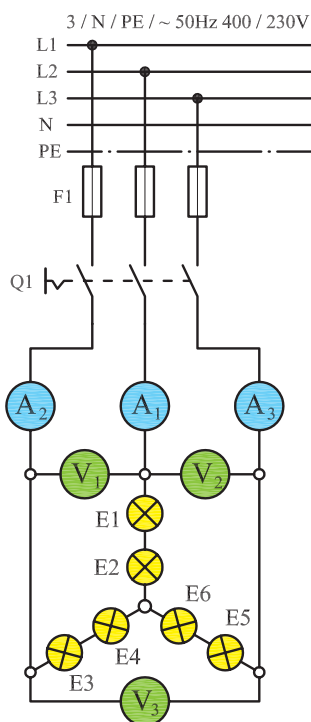 3 / N / PE / ~ 50Hz 400 / 230V
L1
L2
L3
N
PE
F1
Q1
A2 A1 A3
V1 V2
E1
E2
E6
E5
E4
E3
V3